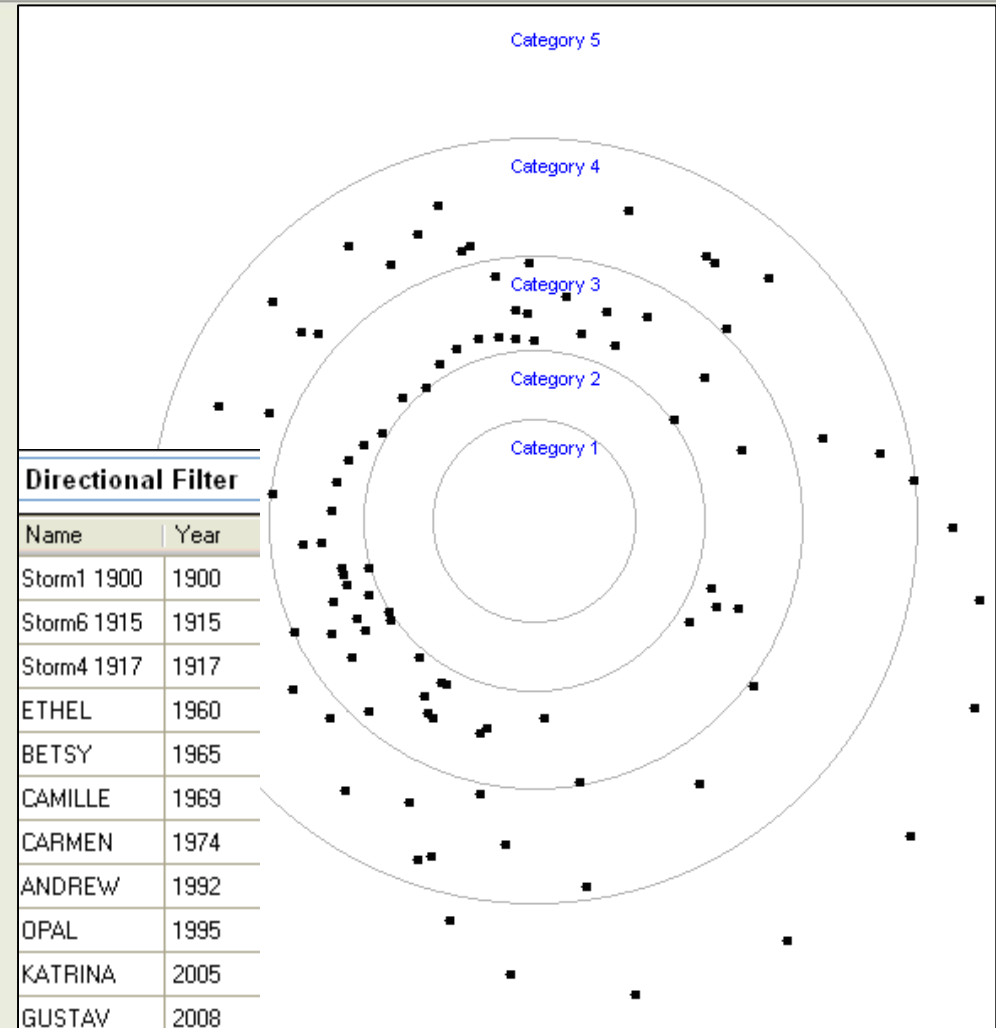 Category 5
Category 4
Category 3
Category 2
Category 1
Directional Filter
Name Year
Storm1 1900 1900
Storm6 1915 1915
Storm4 1917 1917
ETHEL 1960
BETSY 1965
CAMILLE 1969
CARMEN 1974
ANDREW 1992
OPAL 1995
KATRINA 2005
GUSTAV 2008